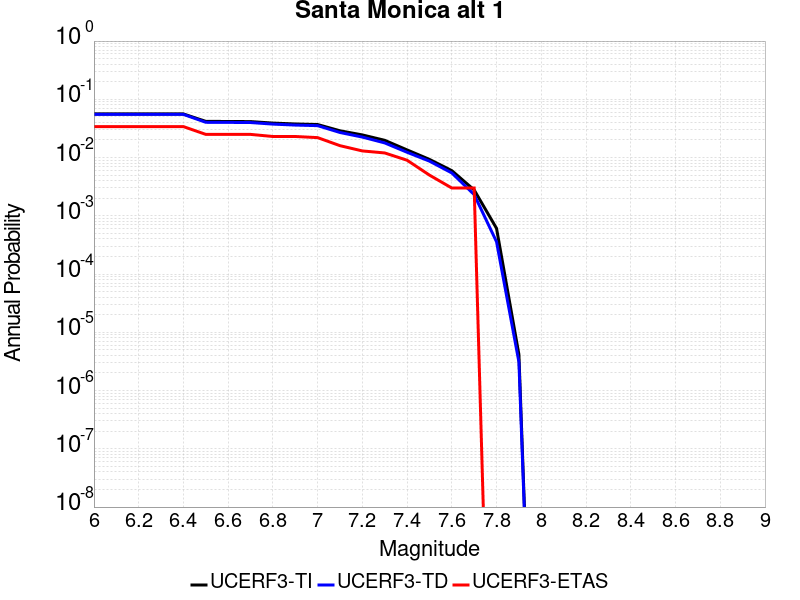 Santa Monica alt 1
10^0
10^-1
10^-2
10^-3
10^-4
10^-5
10^-6
10^-7
10^-8
Annual Probability
6 6.2 6.4 6.6 6.8 7 7.2 7.4 7.6 7.8 8 8.2 8.4 8.6 8.8 9
Magnitude
UCERF3-TI UCERF3-TD UCERF3-ETAS